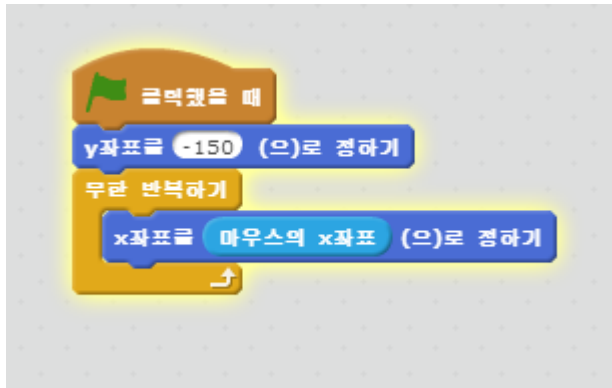 클릭했을 때
y좌표를 -150 (으)로 정하기
무한 반복하기
x좌표를 마우스의 x좌표 (으)로 정하기